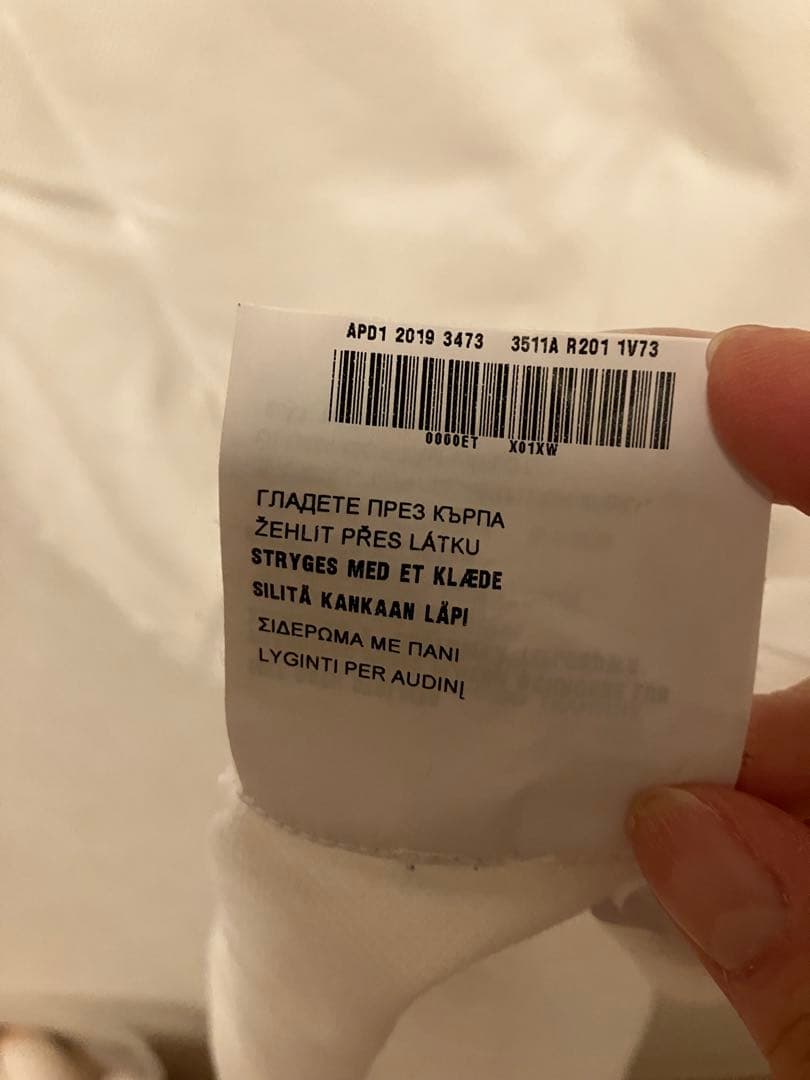 APD1 2019 3473 3511A R201 1V73
0000ET X01XW
ГЛАДЕТЕ ПРЕЗ КЪРПА
ŽEHLIT PŘES LÁTKU
STRYGES MED ET KLÆDE
SILITÄ KANKAAN LÄPI
ΣΙΔΕΡΩΜΑ ΜΕ ΠΑΝΙ
LYGINTI PER AUDINĮ